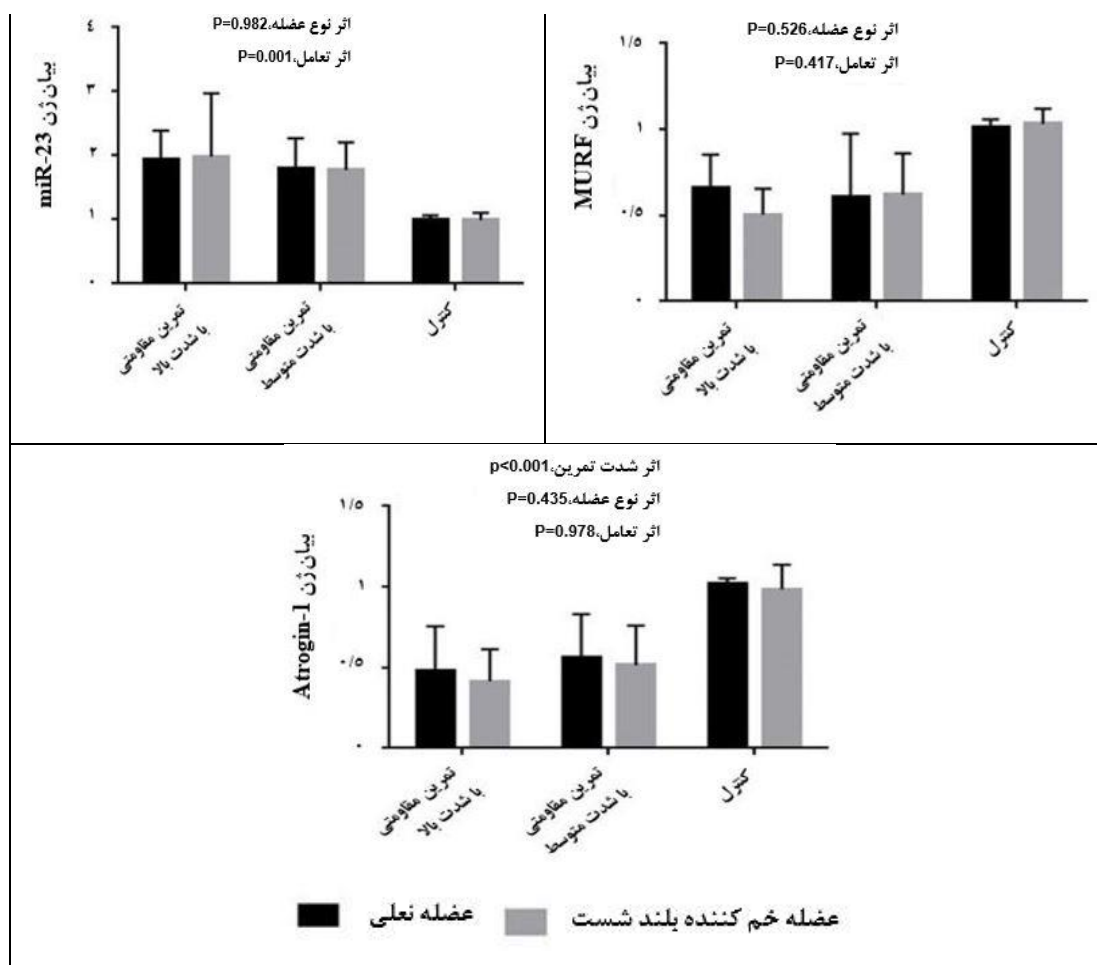 اثر نوع عضله،P=0.982
اثر تعامل،P=0.001
بیان ژن miR-23
۴
۳
۲
۱
۰
تمرین مقاومتی
با شدت بالا
تمرین مقاومتی
با شدت متوسط
کنترل
اثر نوع عضله،P=0.526
اثر تعامل،P=0.417
بیان ژن MURF
۱/۵
۱
۰/۵
۰
تمرین مقاومتی
با شدت بالا
تمرین مقاومتی
با شدت متوسط
کنترل
اثر شدت تمرین،p<0.001
اثر نوع عضله،P=0.435
اثر تعامل،P=0.978
بیان ژن Atrogin-1
۱/۵
۱
۰/۵
۰
تمرین مقاومتی
با شدت بالا
تمرین مقاومتی
با شدت متوسط
کنترل
عضله نعلی
عضله خم کننده بلند شست